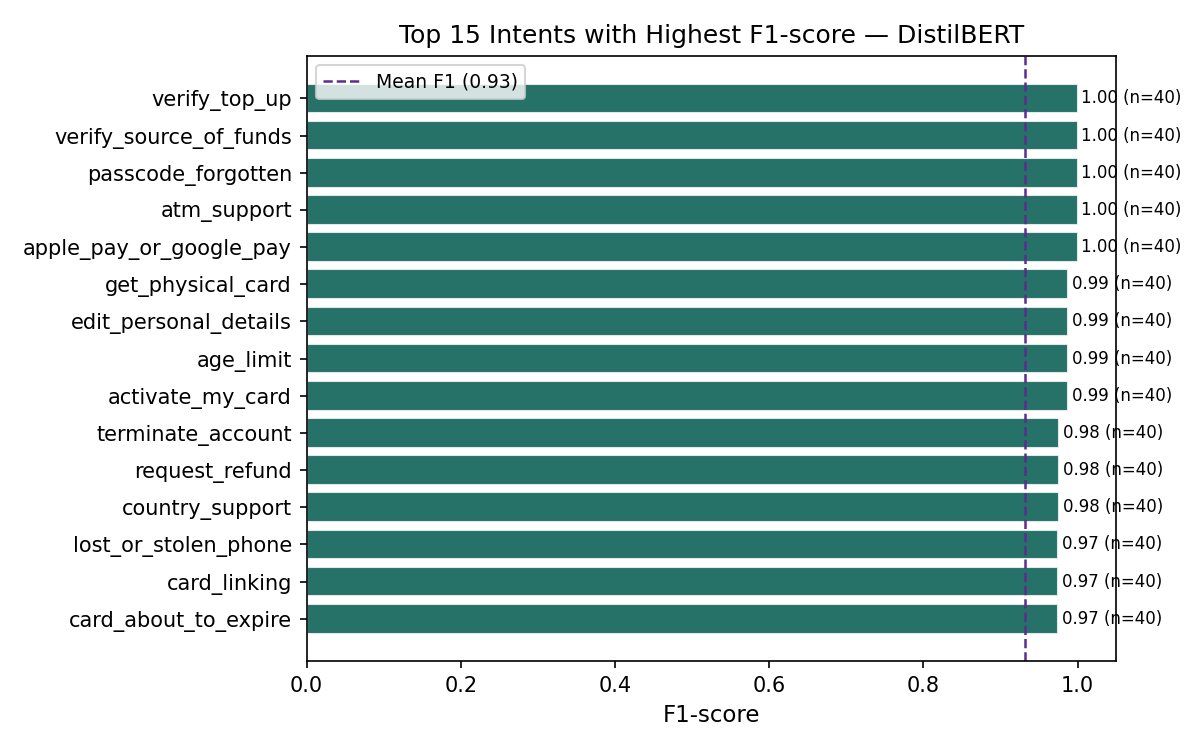 Top 15 Intents with Highest F1-score — DistilBERT
Mean F1 (0.93)
verify_top_up 1.00 (n=40)
verify_source_of_funds 1.00 (n=40)
passcode_forgotten 1.00 (n=40)
atm_support 1.00 (n=40)
apple_pay_or_google_pay 1.00 (n=40)
get_physical_card 0.99 (n=40)
edit_personal_details 0.99 (n=40)
age_limit 0.99 (n=40)
activate_my_card 0.99 (n=40)
terminate_account 0.98 (n=40)
request_refund 0.98 (n=40)
country_support 0.98 (n=40)
lost_or_stolen_phone 0.97 (n=40)
card_linking 0.97 (n=40)
card_about_to_expire 0.97 (n=40)
0.0 0.2 0.4 0.6 0.8 1.0
F1-score